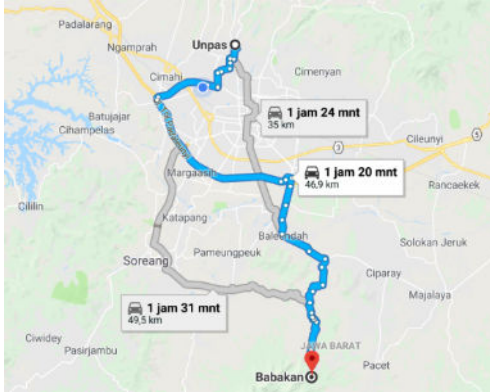 Padalarang
Unpas
Ngamprah
Cimahi
Cimenyan
Batujajar
Cihampelas
1 jam 24 mnt
35 km
3
Cileunyi
Margaasih
1 jam 20 mnt
46,9 km
Rancaekek
Cililin
Katapang
Baleendah
Solokan Jeruk
Pameungpeuk
Soreang
Ciparay
1 jam 31 mnt
49,5 km
Majalaya
Ciwidey
Pasirjambu
JAWA BARAT
Pacet
Babakan